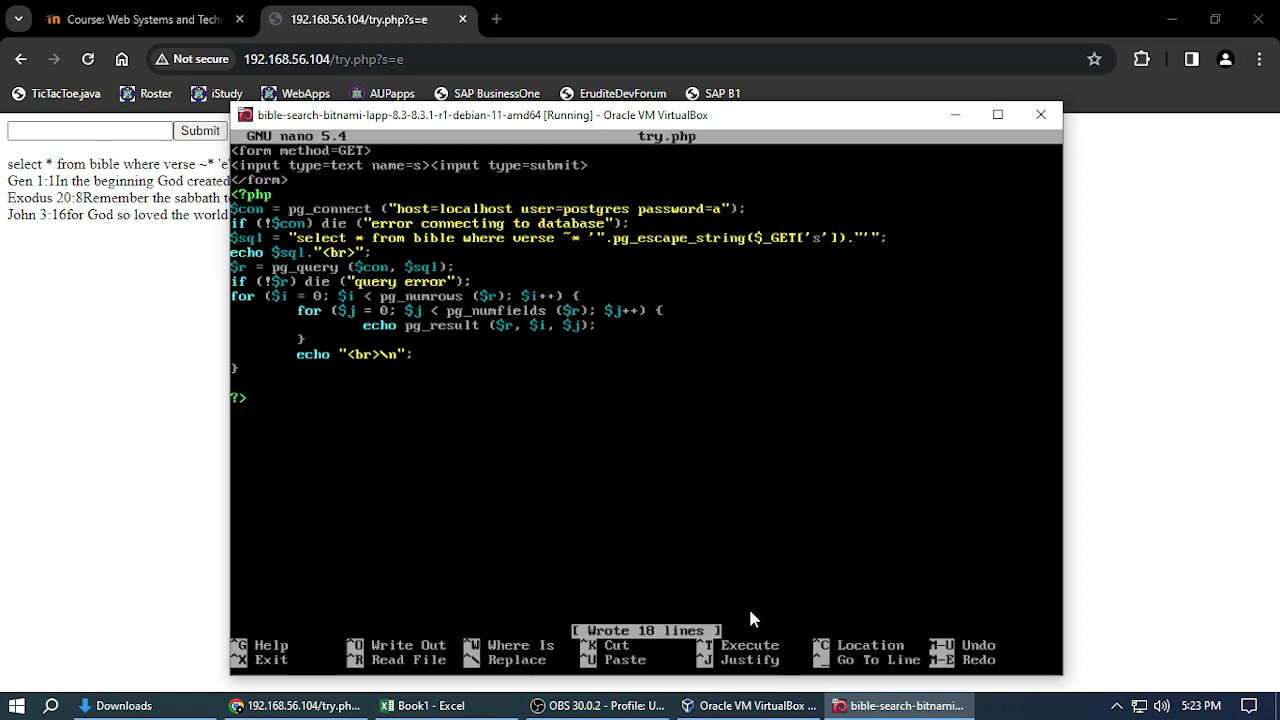 Course: Web Systems and Techn
192.168.56.104/try.php?s=e
Not secure
192.168.56.104/try.php?s=e
TicTacToe.java
Roster
iStudy
WebApps
AUPapps
SAP BusinessOne
EruditeDevForum
SAP B1
bible-search-bitnami-lapp-8.3-8.3.1-r1-debian-11-amd64 [Running] - Oracle VM VirtualBox
Submit
select * from bible where verse ~* 'e'
Gen 1:1In the beginning God created
Exodus 20:8Remember the sabbath
John 3:16for God so loved the world
GNU nano 5.4
try.php
<form method=GET>
<input type=text name=s><input type=submit>
</form>
<?php
$con = pg_connect ("host=localhost user=postgres password=a");
if (!$con) die ("error connecting to database");
$sql = "select * from bible where verse ~* '".pg_escape_string($_GET['s'])."'";
echo $sql."<br>";
$r = pg_query ($con, $sql);
if (!$r) die ("query error");
for ($i = 0; $i < pg_numrows ($r); $i++) {
for ($j = 0; $j < pg_numfields ($r); $j++) {
echo pg_result ($r, $i, $j);
}
echo "<br>\n";
}
?>
[ Wrote 18 lines ]
^G Help ^O Write Out ^W Where Is ^K Cut ^T Execute ^C Location M-U Undo
^X Exit ^R Read File ^\ Replace ^U Paste ^J Justify ^_ Go To Line M-E Redo
Downloads
192.168.56.104/try.ph...
Book1 - Excel
OBS 30.0.2 - Profile: U...
Oracle VM VirtualBox ...
bible-search-bitnami...
5:23 PM